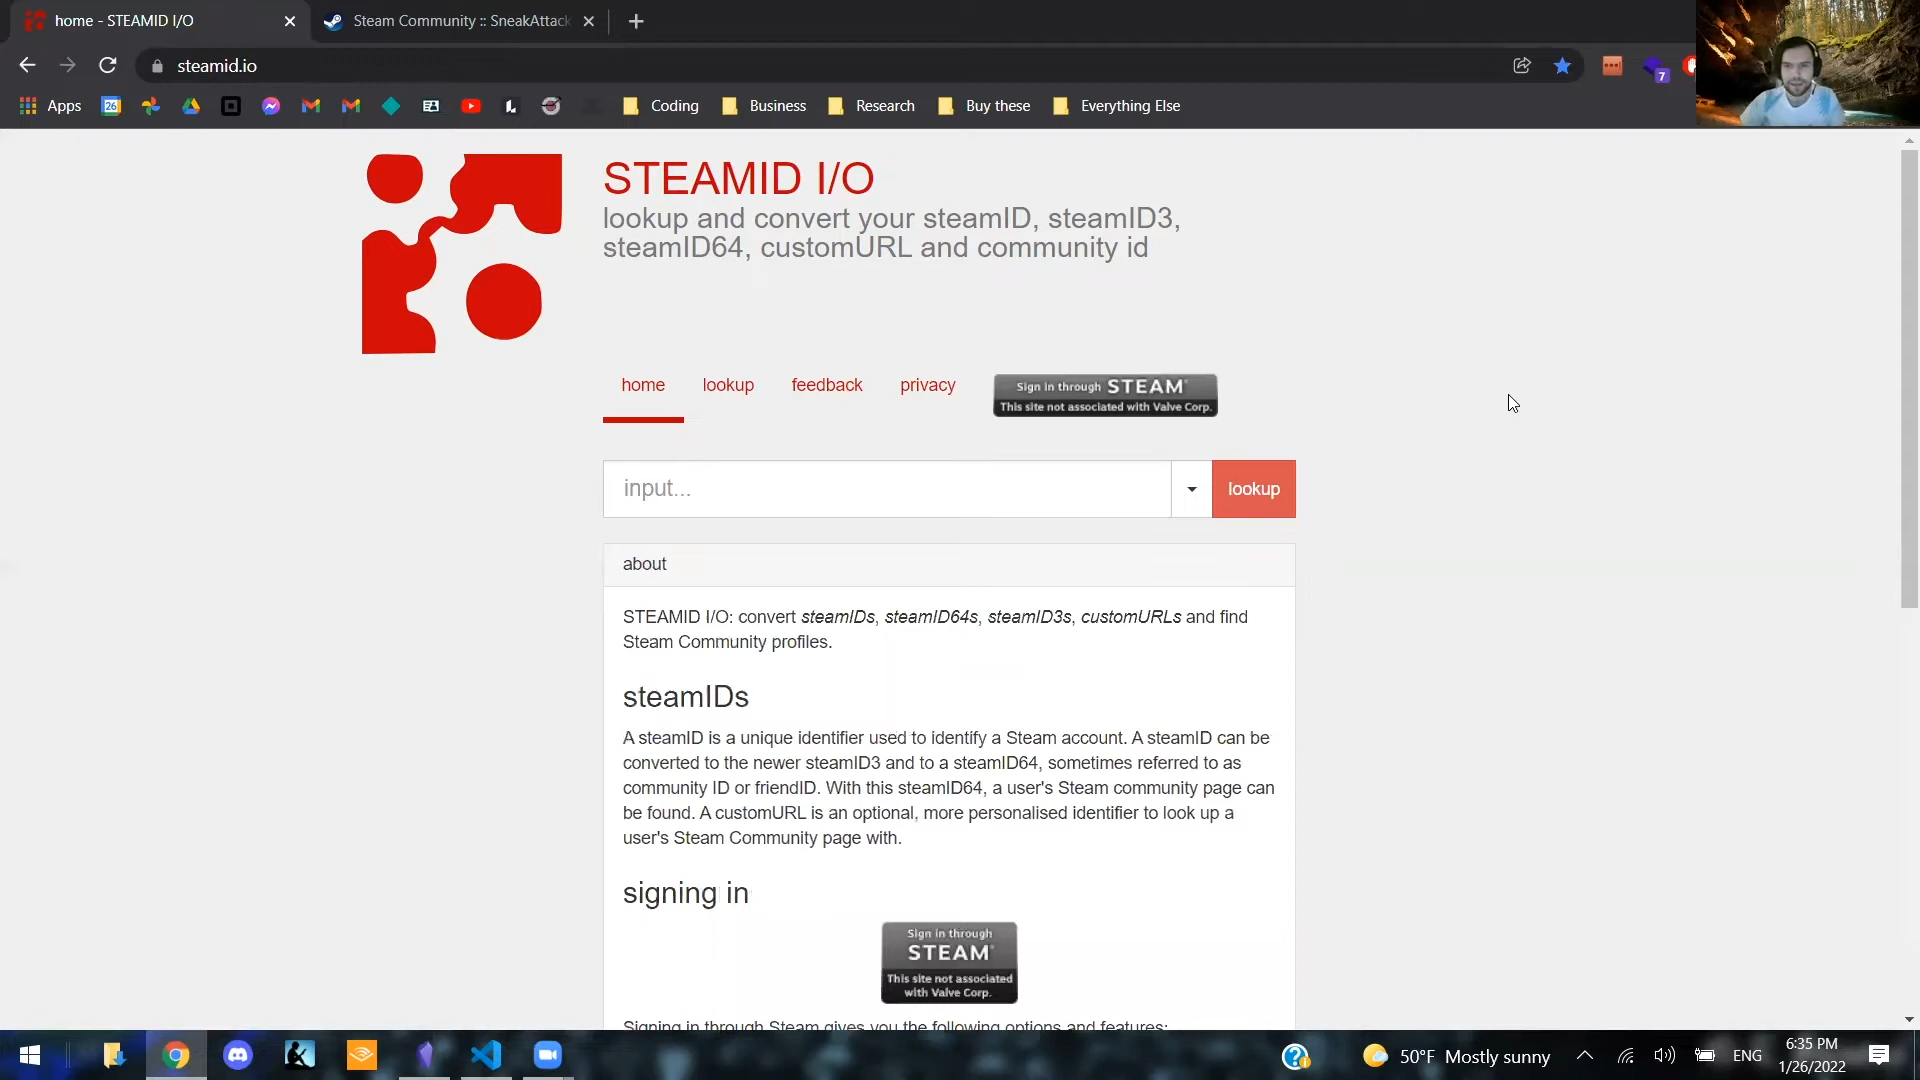 home - STEAMID I/O
Steam Community :: SneakAttack
steamid.io
7
Apps
26
Coding
Business
Research
Buy these
Everything Else
STEAMID I/O
lookup and convert your steamID, steamID3,
steamID64, customURL and community id
home
lookup
feedback
privacy
Sign in through STEAM
This site not associated with Valve Corp.
input...
lookup
about
STEAMID I/O: convert steamIDs, steamID64s, steamID3s, customURLs and find
Steam Community profiles.
steamIDs
A steamID is a unique identifier used to identify a Steam account. A steamID can be
converted to the newer steamID3 and to a steamID64, sometimes referred to as
community ID or friendID. With this steamID64, a user's Steam community page can
be found. A customURL is an optional, more personalised identifier to look up a
user's Steam Community page with.
signing in
Sign in through
STEAM
This site not associated
with Valve Corp.
Signing in through Steam gives you the following options and features:
50°F Mostly sunny
ENG
6:35 PM
1/26/2022